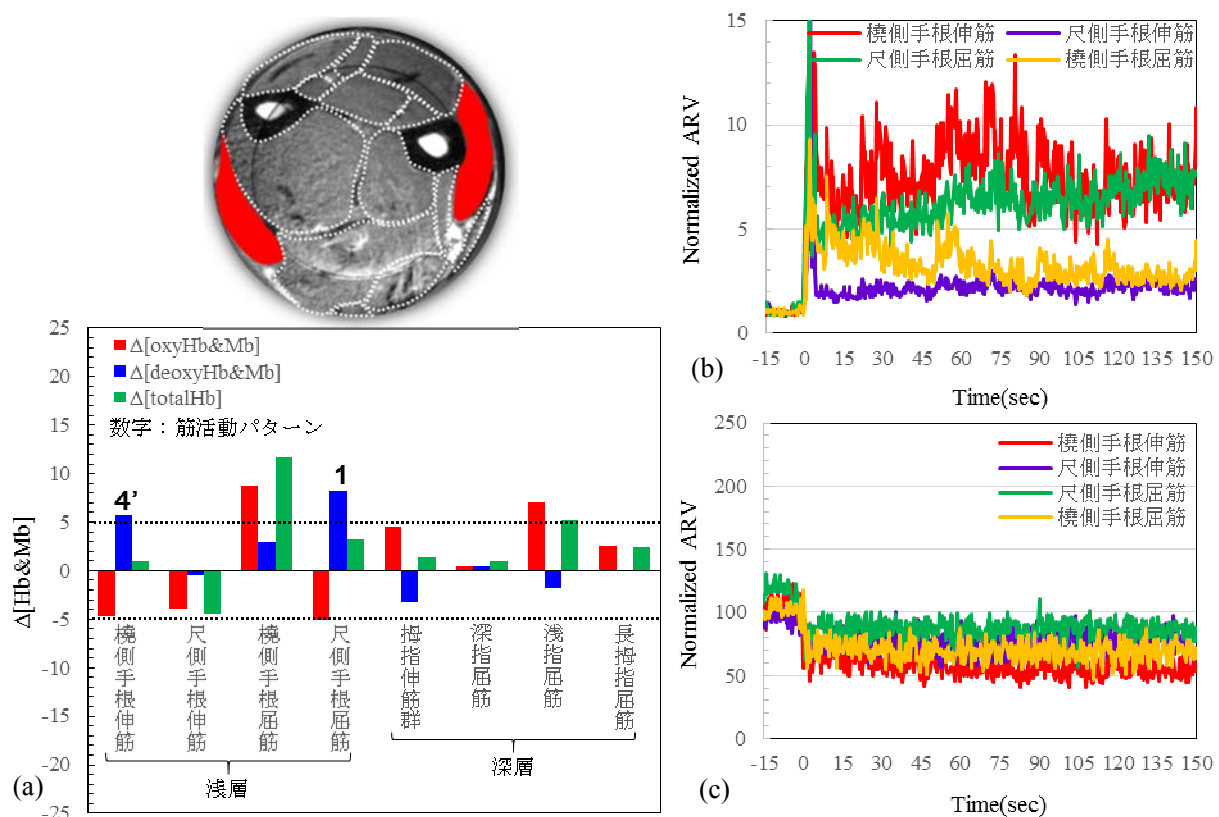 25
20
15
10
5
0
-5
-10
-15
-20
-25
Δ[Hb&Mb]
Δ[oxyHb&Mb]
Δ[deoxyHb&Mb]
Δ[totalHb]
数字：筋活動パターン
4’
1
橈側手根伸筋
尺側手根伸筋
橈側手根屈筋
尺側手根屈筋
拇指伸筋群
深指屈筋
浅指屈筋
長拇指屈筋
浅層
深層
(a)
15
10
5
0
Normalized ARV
橈側手根伸筋
尺側手根伸筋
尺側手根屈筋
橈側手根屈筋
-15 0 15 30 45 60 75 90 105 120 135 150
Time(sec)
(b)
250
200
150
100
50
0
Normalized ARV
橈側手根伸筋
尺側手根伸筋
尺側手根屈筋
橈側手根屈筋
-15 0 15 30 45 60 75 90 105 120 135 150
Time(sec)
(c)